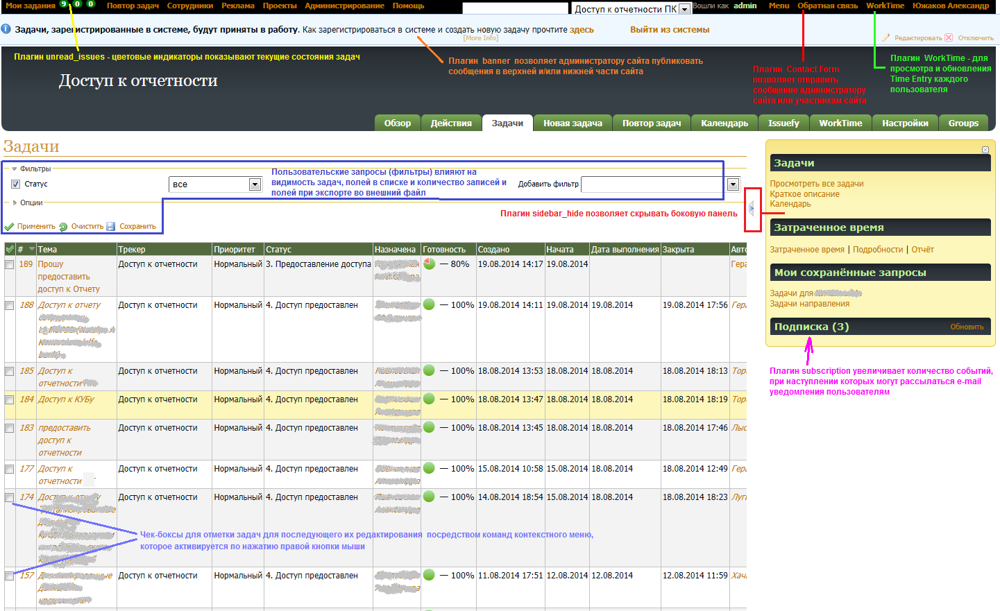 Мои задания 9 0 0 Повтор задач Сотрудники Реклама Проекты Администрирование Помощь Доступ к отчетности ПК Вошли как admin Menu Обратная связь WorkTime Южаков Александр
Задачи, зарегистрированные в системе, будут приняты в работу. Как зарегистрироваться в системе и создать новую задачу прочтите здесь Выйти из системы
[More Info] Редактировать Отключить
Плагин unread_issues - цветовые индикаторы показывают текущие состояния задач
Плагин banner позволяет администратору сайта публиковать
сообщения в верхней и/или нижней части сайта
Плагин Contact Form
позволяет отправить
сообщение администратору
сайта или участникам сайта
Плагин WorkTime - для
просмотра и обновления
Time Entry каждого
пользователя
Доступ к отчетности
Обзор Действия Задачи Новая задача Повтор задач Календарь Issuefy WorkTime Настройки Groups
Задачи
Фильтры
Статус все
Добавить фильтр
Пользовательские запросы (фильтры) влияют на
видимость задач, полей в списке и количество записей и
полей при экспорте во внешний файл
Опции
Применить Очистить Сохранить
Плагин sidebar_hide позволяет скрывать боковую панель
Задачи
Просмотреть все задачи
Краткое описание
Календарь
Затраченное время
Затраченное время | Подробности | Отчёт
Мои сохранённые запросы
Задачи для
Задачи направления
Подписка (3) Обновить
Плагин subscription увеличивает количество событий,
при наступлении которых могут рассылаться e-mail
уведомления пользователям
# Тема Трекер Приоритет Статус Назначена Готовность Создано Начата Дата выполнения Закрыта Авто
189 Прошу Доступ к отчетности Нормальный 3. Предоставление доступа — 80% 19.08.2014 14:17 19.08.2014 Гера
предоставить
доступ к Отчету
188 Доступ к отчету Доступ к отчетности Нормальный 4. Доступ предоставлен — 100% 19.08.2014 14:11 19.08.2014 19.08.2014 19.08.2014 17:56 Гера
185 Доступ к Доступ к отчетности Нормальный 4. Доступ предоставлен — 100% 18.08.2014 13:53 18.08.2014 18.08.2014 18.08.2014 18:13 Тор
отчетности
184 Доступ к КУБу Доступ к отчетности Нормальный 4. Доступ предоставлен — 100% 18.08.2014 13:47 18.08.2014 18.08.2014 18.08.2014 18:19 Тор
183 предоставить Доступ к отчетности Нормальный 4. Доступ предоставлен — 100% 18.08.2014 13:45 18.08.2014 18.08.2014 18.08.2014 17:46 Лыс
доступ к
отчетности
177 Доступ к Доступ к отчетности Нормальный 4. Доступ предоставлен — 100% 15.08.2014 10:58 15.08.2014 18.08.2014 18.08.2014 12:49 Гера
отчетности
174 Доступ к отчетности Нормальный 4. Доступ предоставлен — 100% 14.08.2014 18:54 15.08.2014 18.08.2014 18.08.2014 18:23 Луг
Чек-боксы для отметки задач для последующего их редактирования посредством команд контекстного меню,
которое активируется по нажатию правой кнопки мыши
157 Доступ к отчетности Нормальный 4. Доступ предоставлен — 100% 11.08.2014 17:51 12.08.2014 12.08.2014 12.08.2014 11:59 Хача